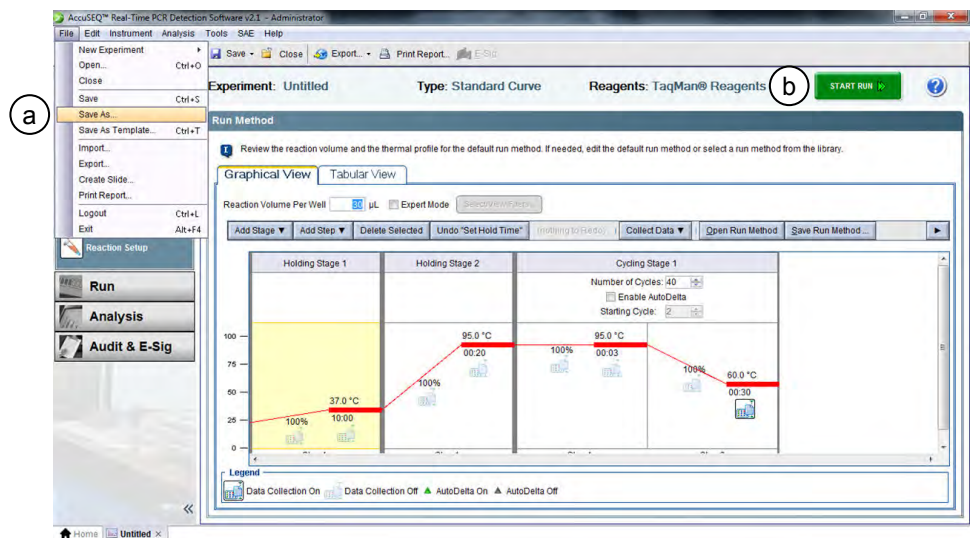 AccuSEQ™ Real-Time PCR Detection Software v2.1 - Administrator
File Edit Instrument Analysis Tools SAE Help
New Experiment
Open... Ctrl+O
Close
Save Ctrl+S
Save As...
Save As Template... Ctrl+T
Import...
Export...
Create Slide...
Print Report...
Logout Ctrl+L
Exit Alt+F4
a
Save Close Export... Print Report... E-Sig
Experiment: Untitled Type: Standard Curve Reagents: TaqMan® Reagents
b
START RUN
Run Method
Review the reaction volume and the thermal profile for the default run method. If needed, edit the default run method or select a run method from the library.
Graphical View Tabular View
Reaction Volume Per Well 30 µL Expert Mode
Add Stage ▼ Add Step ▼ Delete Selected Undo "Set Hold Time" (nothing to Redo) Collect Data ▼ Open Run Method Save Run Method ...
Reaction Setup
Run
Analysis
Audit & E-Sig
Holding Stage 1 Holding Stage 2 Cycling Stage 1
Number of Cycles: 40
Enable AutoDelta
Starting Cycle: 2
100
75
50
25
0
100% 37.0 °C
10:00
100% 95.0 °C
00:20
100% 95.0 °C
00:03
100% 60.0 °C
00:30
Legend
Data Collection On Data Collection Off AutoDelta On AutoDelta Off
«
Home Untitled ×